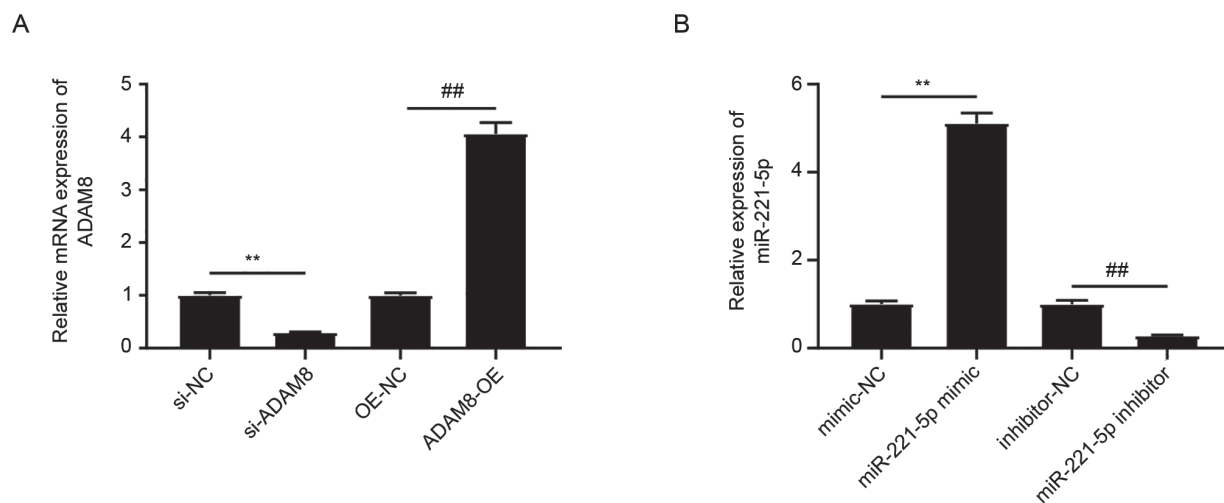 A
Relative mRNA expression of
ADAM8
5
4
3
2
1
0
**
##
si-NC
si-ADAM8
OE-NC
ADAM8-OE
B
Relative expression of
miR-221-5p
6
4
2
0
**
##
mimic-NC
miR-221-5p mimic
inhibitor-NC
miR-221-5p inhibitor